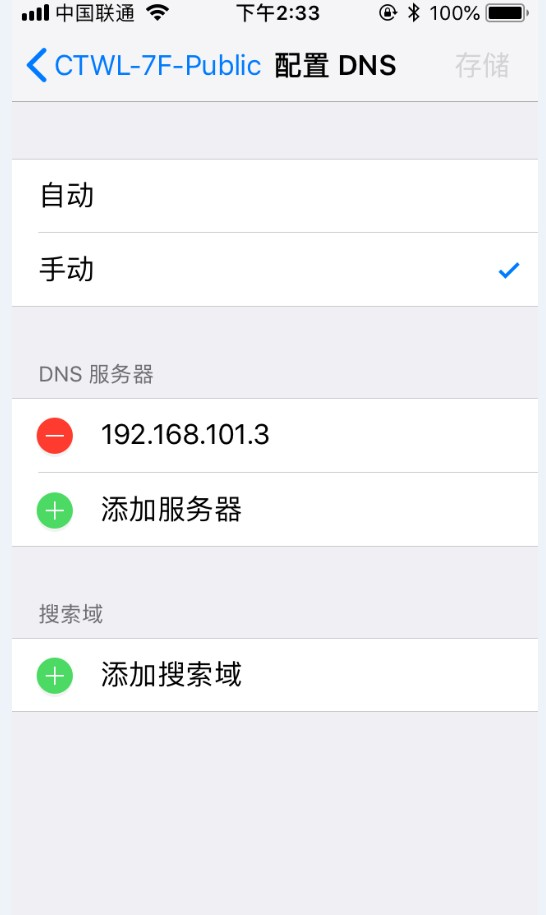 中国联通 下午2:33 100%
CTWL-7F-Public 配置 DNS 存储
自动
手动
DNS 服务器
192.168.101.3
添加服务器
搜索域
添加搜索域